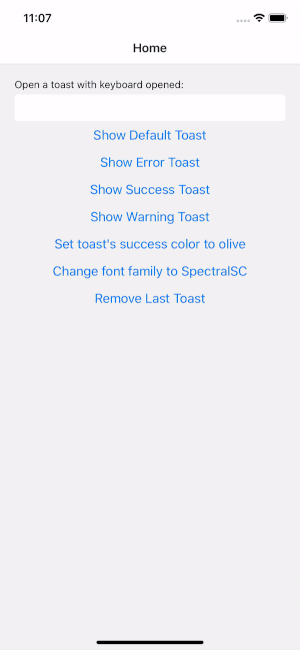 11:07
Home
Open a toast with keyboard opened:
Show Default Toast
Show Error Toast
Show Success Toast
Show Warning Toast
Set toast's success color to olive
Change font family to SpectralSC
Remove Last Toast